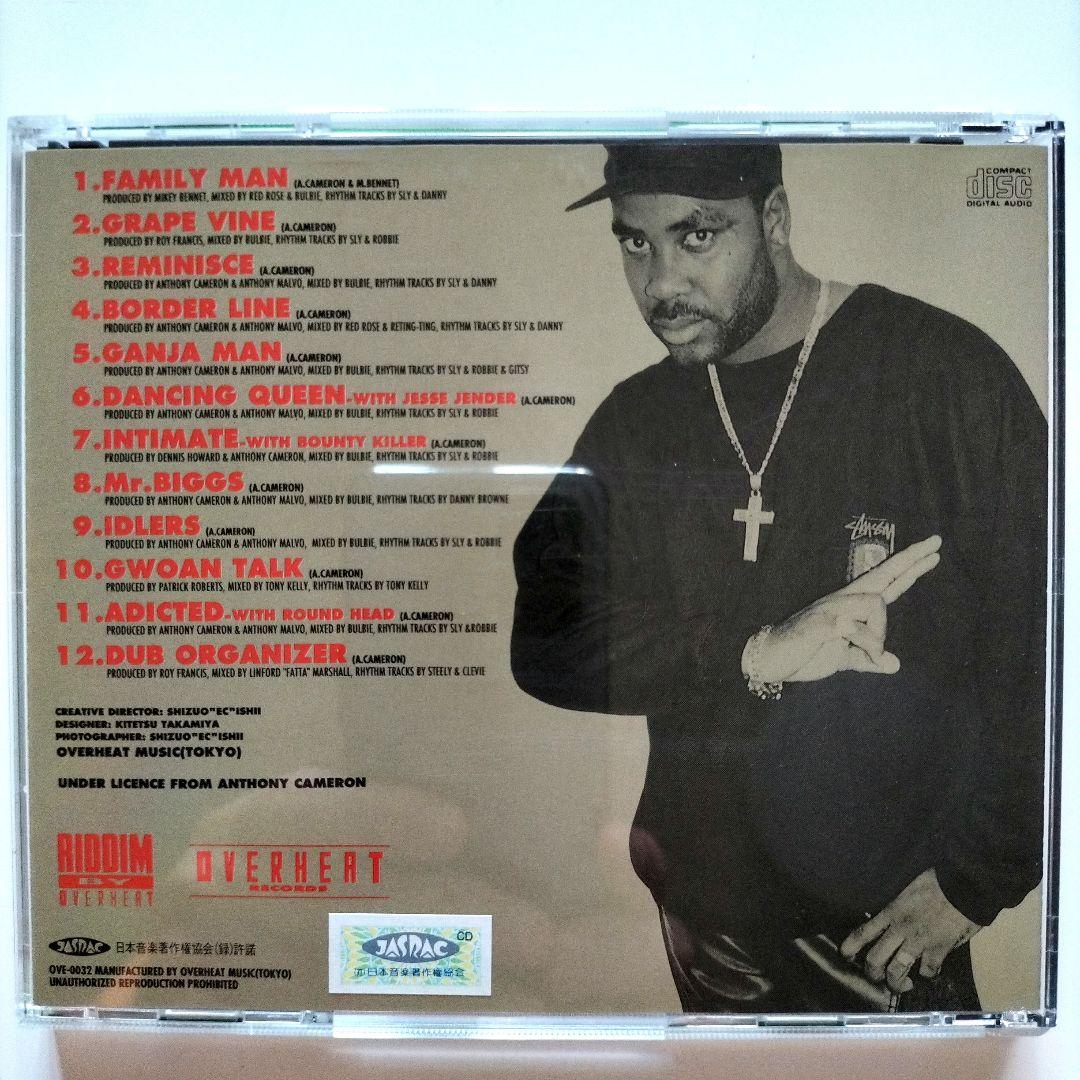 1.FAMILY MAN (A.CAMERON & M.BENNET)
PRODUCED BY MIKEY BENNET, MIXED BY RED ROSE & BULBIE, RHYTHM TRACKS BY SLY & DANNY
2.GRAPE VINE (A.CAMERON)
PRODUCED BY ROY FRANCIS, MIXED BY BULBIE, RHYTHM TRACKS BY SLY & ROBBIE
3.REMINISCE (A.CAMERON)
PRODUCED BY ANTHONY CAMERON & ANTHONY MALVO, MIXED BY BULBIE, RHYTHM TRACKS BY SLY & DANNY
4.BORDER LINE (A.CAMERON)
PRODUCED BY ANTHONY CAMERON & ANTHONY MALVO, MIXED BY RED ROSE & RETING-TING, RHYTHM TRACKS BY SLY & DANNY
5.GANJA MAN (A.CAMERON)
PRODUCED BY ANTHONY CAMERON & ANTHONY MALVO, MIXED BY BULBIE, RHYTHM TRACKS BY SLY & ROBBIE & GITSY
6.DANCING QUEEN-WITH JESSE JENDER (A.CAMERON)
PRODUCED BY ANTHONY CAMERON & ANTHONY MALVO, MIXED BY BULBIE, RHYTHM TRACKS BY SLY & ROBBIE
7.INTIMATE-WITH BOUNTY KILLER (A.CAMERON)
PRODUCED BY DENNIS HOWARD & ANTHONY CAMERON, MIXED BY BULBIE, RHYTHM TRACKS BY SLY & ROBBIE
8.Mr.BIGGS (A.CAMERON)
PRODUCED BY ANTHONY CAMERON & ANTHONY MALVO, MIXED BY BULBIE, RHYTHM TRACKS BY DANNY BROWNE
9.IDLERS (A.CAMERON)
PRODUCED BY ANTHONY CAMERON & ANTHONY MALVO, MIXED BY BULBIE, RHYTHM TRACKS BY SLY & ROBBIE
10.GWOAN TALK (A.CAMERON)
PRODUCED BY PATRICK ROBERTS, MIXED BY TONY KELLY, RHYTHM TRACKS BY TONY KELLY
11.ADICTED-WITH ROUND HEAD (A.CAMERON)
PRODUCED BY ANTHONY CAMERON & ANTHONY MALVO, MIXED BY BULBIE, RHYTHM TRACKS BY SLY &ROBBIE
12.DUB ORGANIZER (A.CAMERON)
PRODUCED BY ROY FRANCIS, MIXED BY LINFORD "FATTA" MARSHALL, RHYTHM TRACKS BY STEELY & CLEVIE
COMPACT
disc
DIGITAL AUDIO
Stüssy
CREATIVE DIRECTOR: SHIZUO"EC"ISHII
DESIGNER: KITETSU TAKAMIYA
PHOTOGRAPHER: SHIZUO"EC"ISHII
OVERHEAT MUSIC(TOKYO)
UNDER LICENCE FROM ANTHONY CAMERON
RIDDIM
BY
OVERHEAT
OVERHEAT
RECORDS
JASRAC 日本音楽著作権協会(録)許諾
OVE-0032 MANUFACTURED BY OVERHEAT MUSIC(TOKYO)
UNAUTHORIZED REPRODUCTION PROHIBITED
CD
JASRAC
日本音楽著作権協会